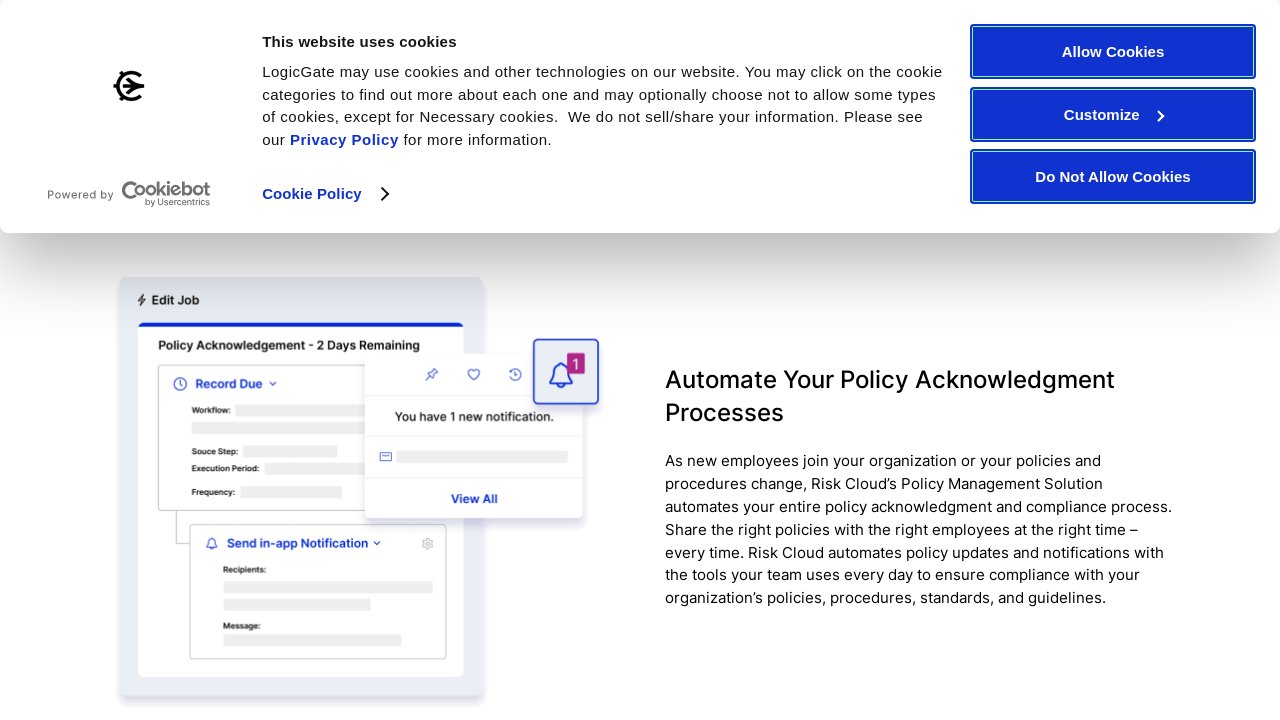 This website uses cookies
LogicGate may use cookies and other technologies on our website. You may click on the cookie
categories to find out more about each one and may optionally choose not to allow some types
of cookies, except for Necessary cookies.  We do not sell/share your information. Please see
our Privacy Policy for more information.
Cookie Policy
Powered by Cookiebot
by Usercentrics
Allow Cookies
Customize
Do Not Allow Cookies
Edit Job
Policy Acknowledgement - 2 Days Remaining
Record Due
Workflow:
Souce Step:
Execution Period:
Frequency:
1
You have 1 new notification.
View All
Send in-app Notification
Recipients:
Message:
Automate Your Policy Acknowledgment
Processes
As new employees join your organization or your policies and
procedures change, Risk Cloud’s Policy Management Solution
automates your entire policy acknowledgment and compliance process.
Share the right policies with the right employees at the right time –
every time. Risk Cloud automates policy updates and notifications with
the tools your team uses every day to ensure compliance with your
organization’s policies, procedures, standards, and guidelines.